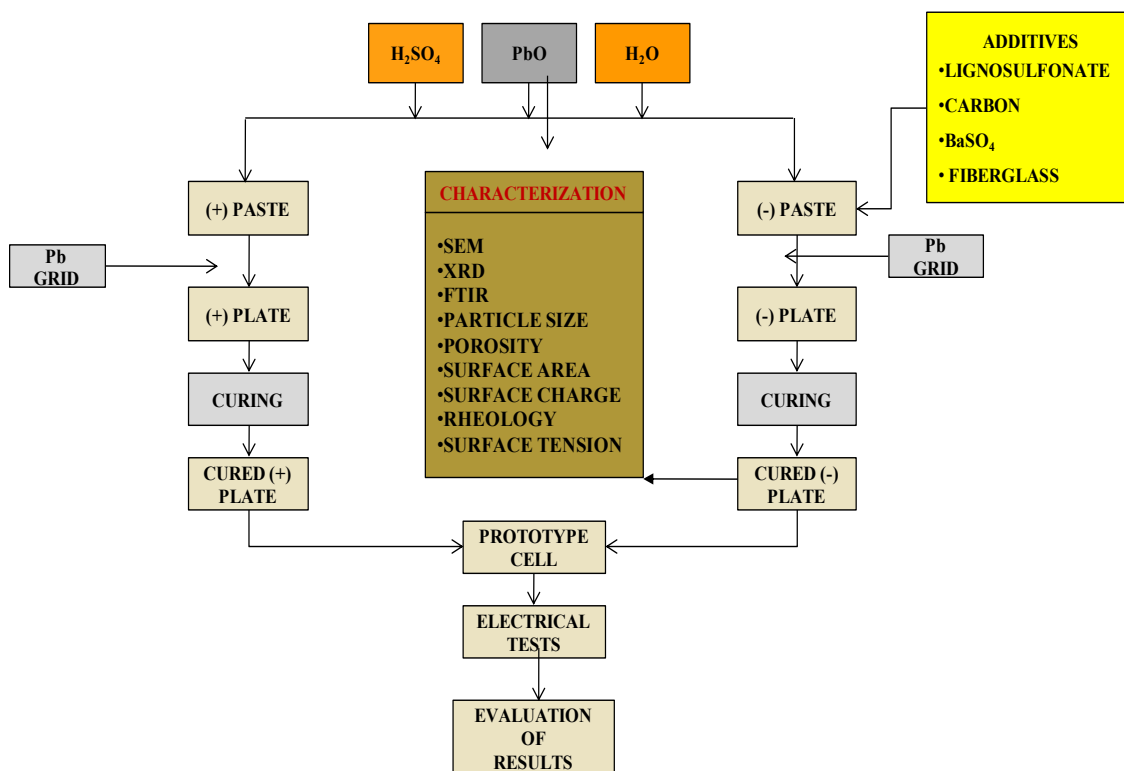 H₂SO₄
PbO
H₂O
ADDITIVES
•LIGNOSULFONATE
•CARBON
•BaSO₄
• FIBERGLASS
(+) PASTE
CHARACTERIZATION
•SEM
•XRD
•FTIR
•PARTICLE SIZE
•POROSITY
•SURFACE AREA
•SURFACE CHARGE
•RHEOLOGY
•SURFACE TENSION
(-) PASTE
Pb
GRID
Pb
GRID
(+) PLATE
(-) PLATE
CURING
CURING
CURED (+)
PLATE
CURED (-)
PLATE
PROTOTYPE
CELL
ELECTRICAL
TESTS
EVALUATION
OF
RESULTS